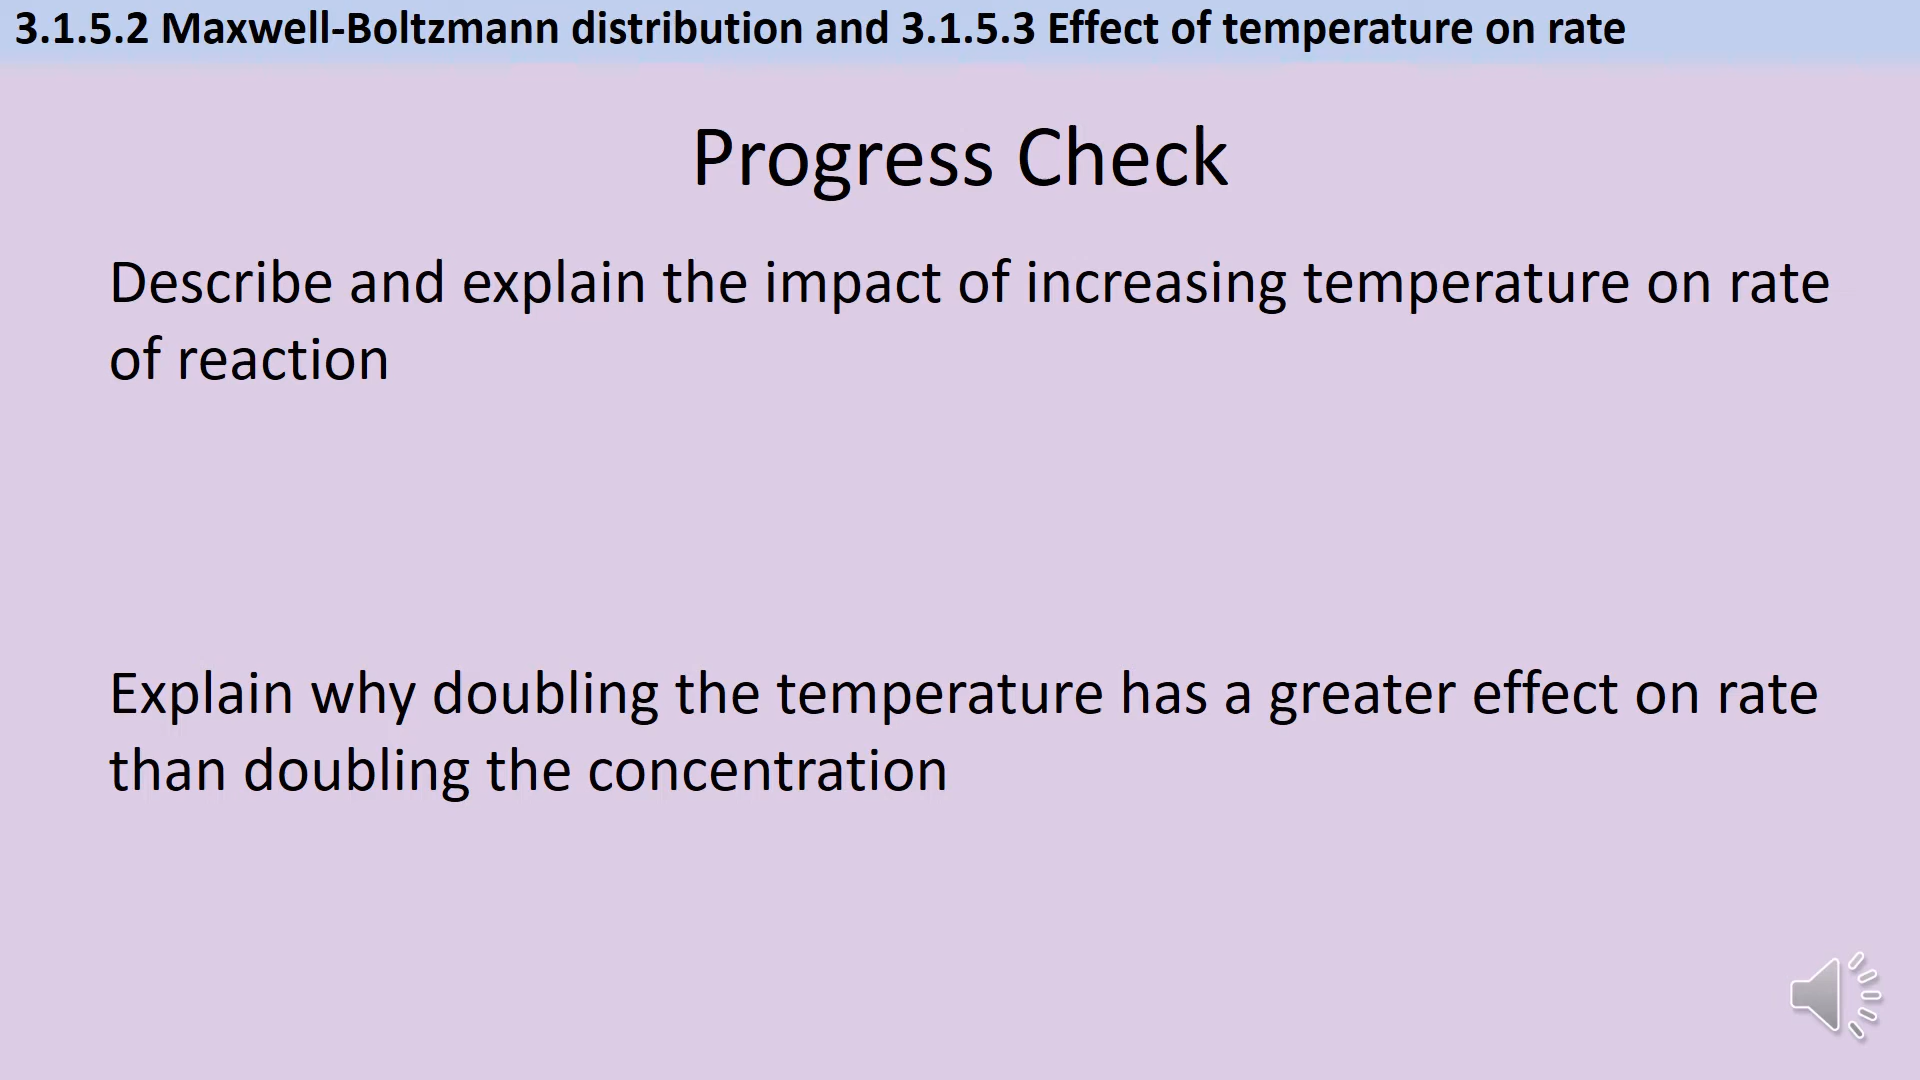 3.1.5.2 Maxwell-Boltzmann distribution and 3.1.5.3 Effect of temperature on rate
Progress Check
Describe and explain the impact of increasing temperature on rate
of reaction
Explain why doubling the temperature has a greater effect on rate
than doubling the concentration